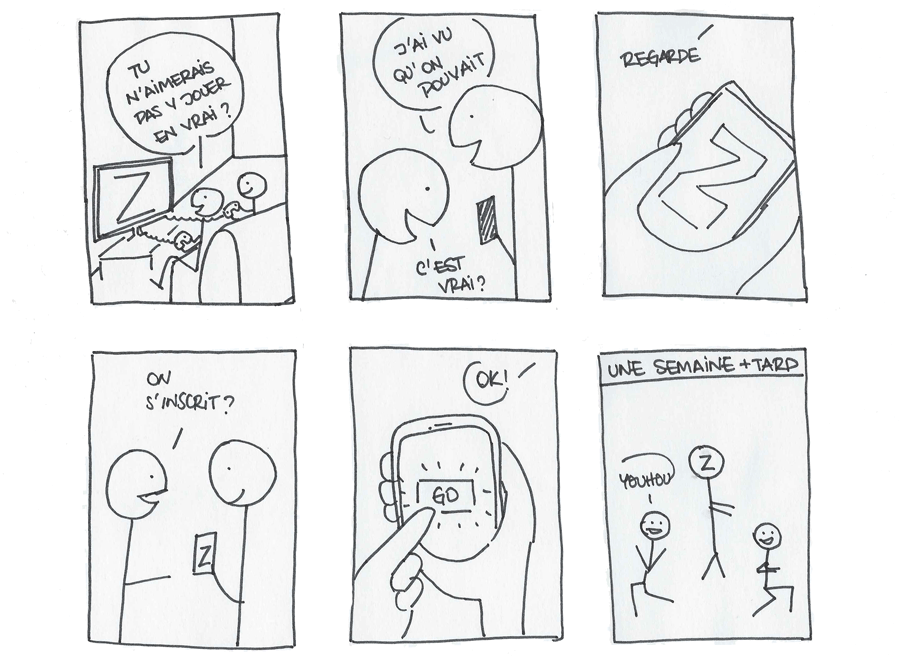 TU
N'AIMERAIS
PAS Y JOUER
EN VRAI?
Z
J'AI VU
QU'ON
POUVAIT
C'EST
VRAI?
REGARDE
Z
ON
S'INSCRIT?
Z
OK!
GO
UNE SEMAINE + TARD
Z
YOUHOU